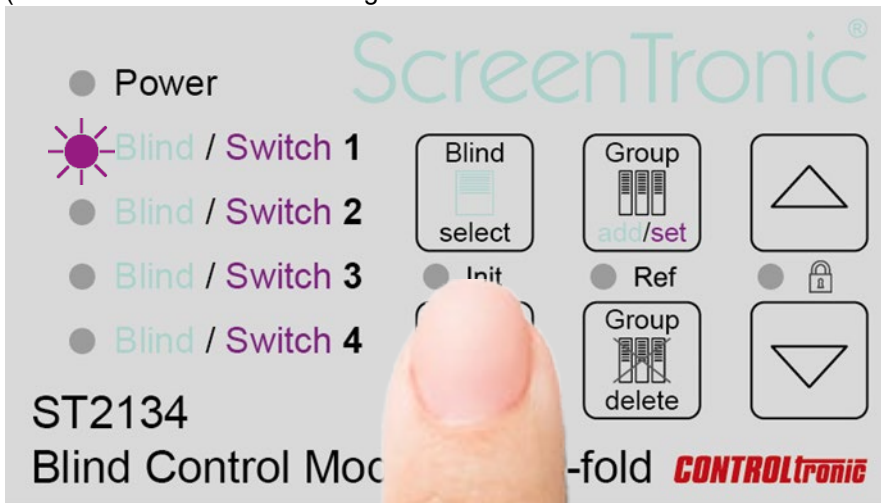 ScreenTronic®
Power
Blind / Switch 1
Blind / Switch 2
Blind / Switch 3
Blind / Switch 4
Blind
select
Group
add/set
Init
Ref
Group
delete
ST2134
Blind Control -fold CONTROLtronic